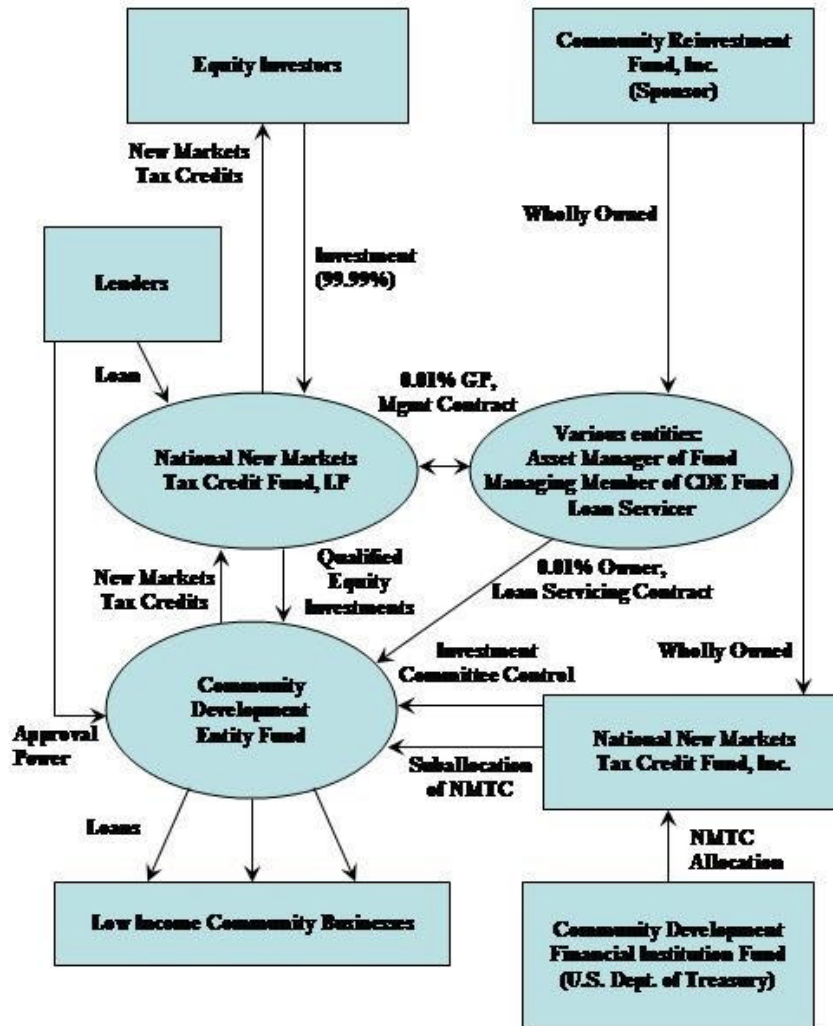 Equity Investors
Community Reinvestment
Fund, Inc.
(Sponsor)
New Markets
Tax Credits
Wholly Owned
Investment
(99.99%)
Lenders
Loan
0.01% GP,
Mgmt Contract
National New Markets
Tax Credit Fund, LP
Various entities:
Asset Manager of Fund
Managing Member of CDE Fund
Loan Servicer
New Markets
Tax Credits
Qualified
Equity
Investments
0.01% Owner,
Loan Servicing Contract
Investment
Committee Control
Wholly Owned
Community
Development
Entity Fund
Approval
Power
National New Markets
Tax Credit Fund, Inc.
Suballocation
of NMTC
Loans
NMTC
Allocation
Low Income Community Businesses
Community Development
Financial Institution Fund
(U.S. Dept. of Treasury)